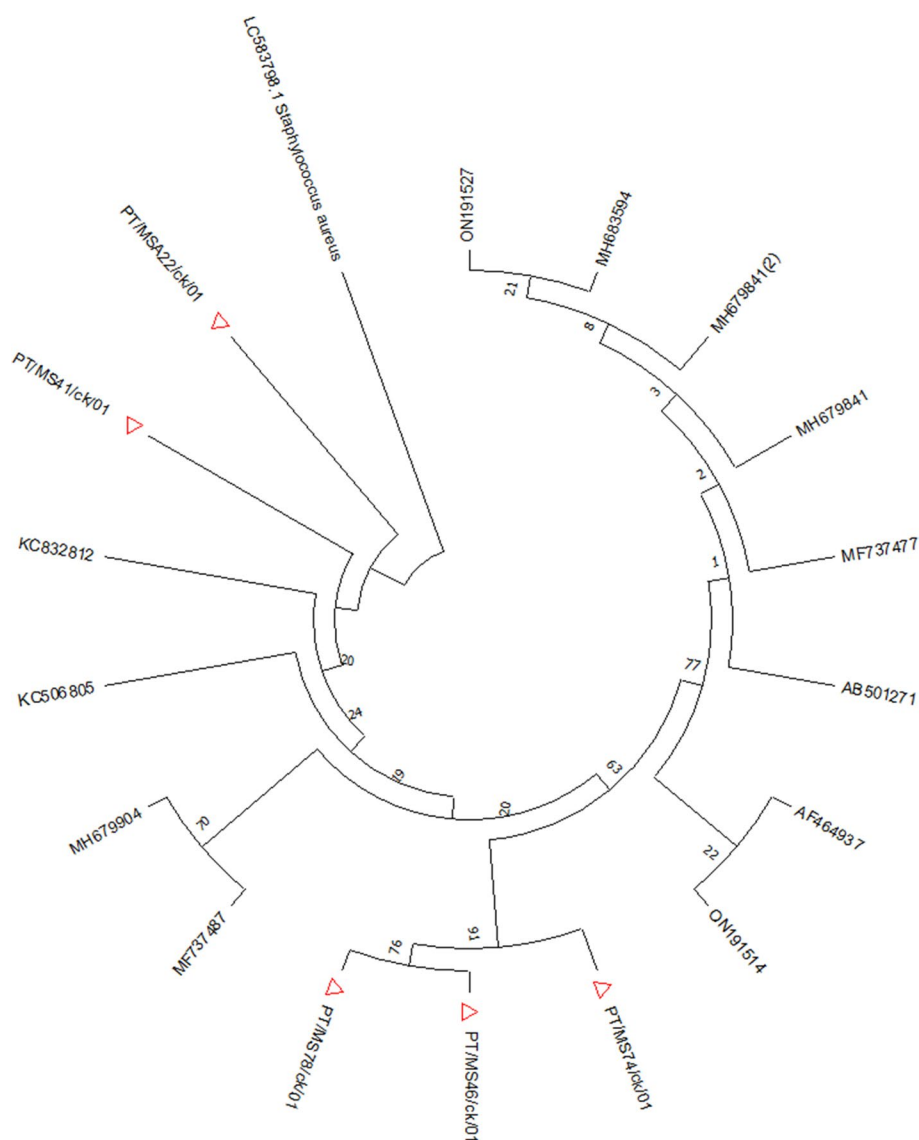 LC583798.1 Staphylococcus aureus
PT/MSA22/ck/01
PT/MS41/ck/01
KC832812
KC506805
MH679904
MF737487
PT/MS78/ck/01
PT/MS46/ck/01
PT/MS74/ck/01
ON191514
AF464937
AB501271
MF737477
MH679841
MH679841(2)
MH683594
ON191527
21
8
3
2
1
77
63
22
20
24
20
70
91
76